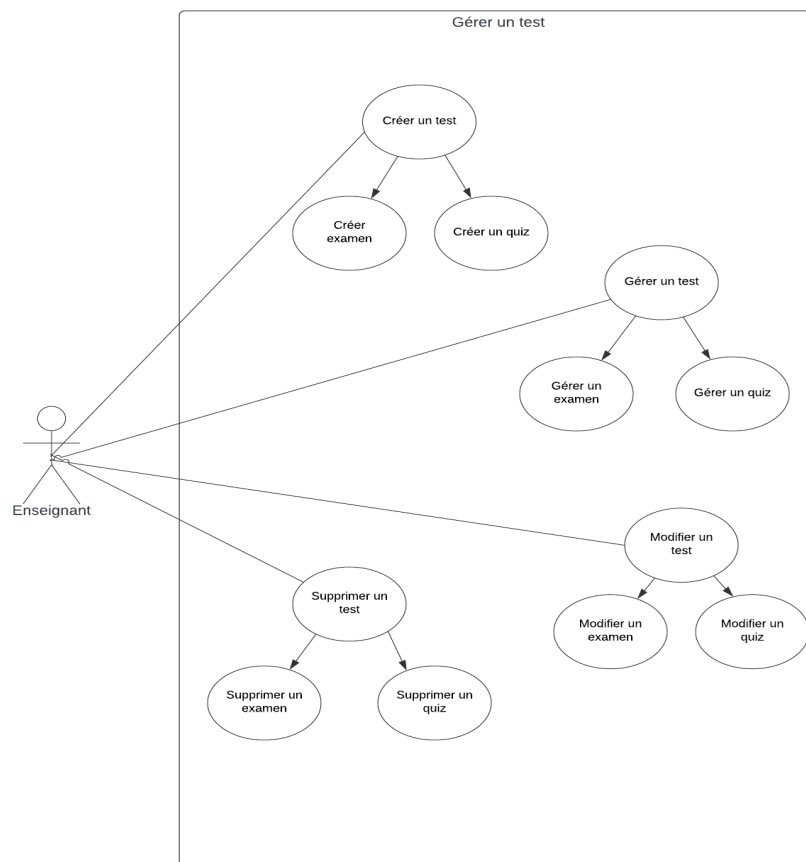 Gérer un test
Créer un test
Créer
examen
Créer un quiz
Gérer un test
Gérer un
examen
Gérer un quiz
Enseignant
Modifier un
test
Modifier un
examen
Modifier un
quiz
Supprimer un
test
Supprimer un
examen
Supprimer un
quiz